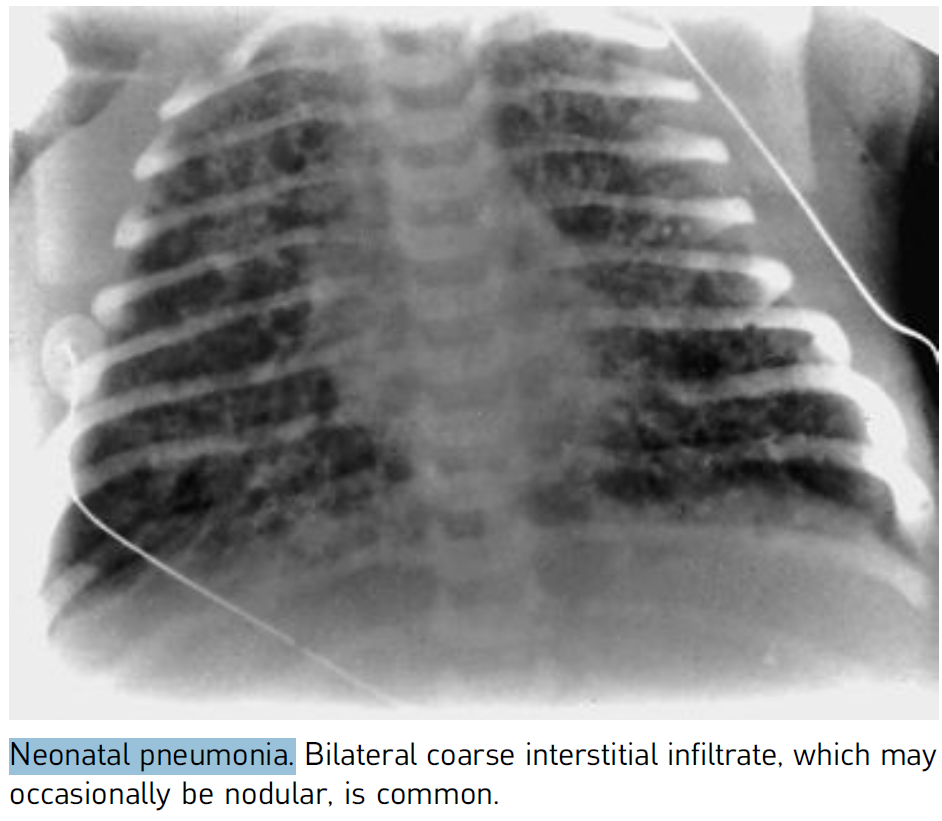 Neonatal pneumonia. Bilateral coarse interstitial infiltrate, which may
occasionally be nodular, is common.